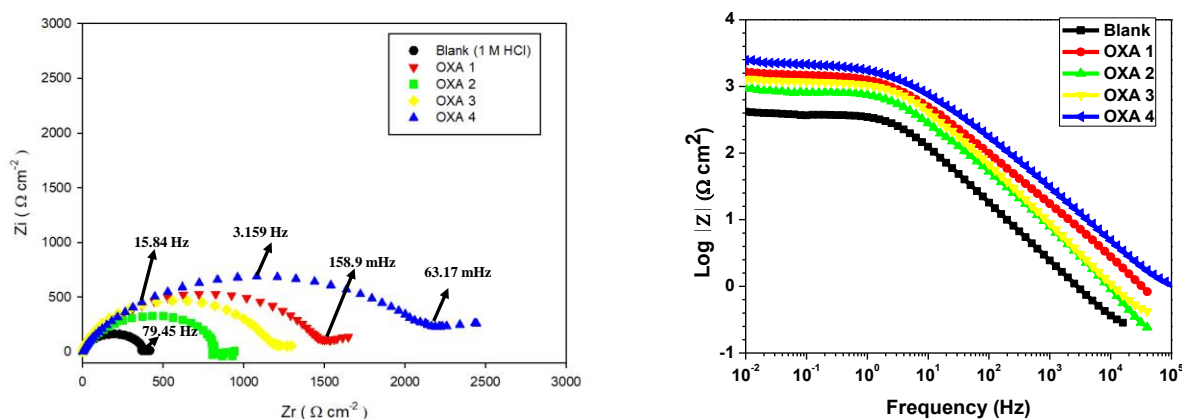 3000
2500
2000
1500
1000
500
0
Zi ( Ω cm⁻²)
Blank (1 M HCl)
OXA 1
OXA 2
OXA 3
OXA 4
15.84 Hz
3.159 Hz
158.9 mHz
63.17 mHz
79.45 Hz
0 500 1000 1500 2000 2500 3000
Zr ( Ω cm⁻²)
4
3
2
1
0
-1
Log |Z| (Ω cm²)
Blank
OXA 1
OXA 2
OXA 3
OXA 4
10⁻² 10⁻¹ 10⁰ 10¹ 10² 10³ 10⁴ 10⁵
Frequency (Hz)